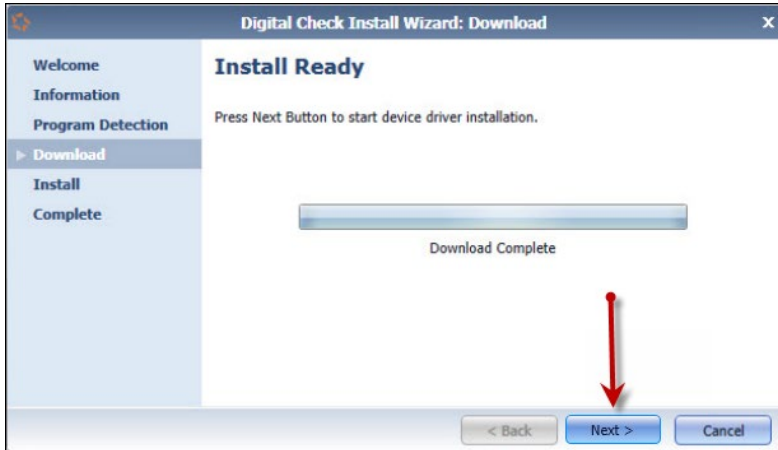 Digital Check Install Wizard: Download
x
Welcome
Information
Program Detection
Download
Install
Complete
Install Ready
Press Next Button to start device driver installation.
Download Complete
< Back
Next >
Cancel